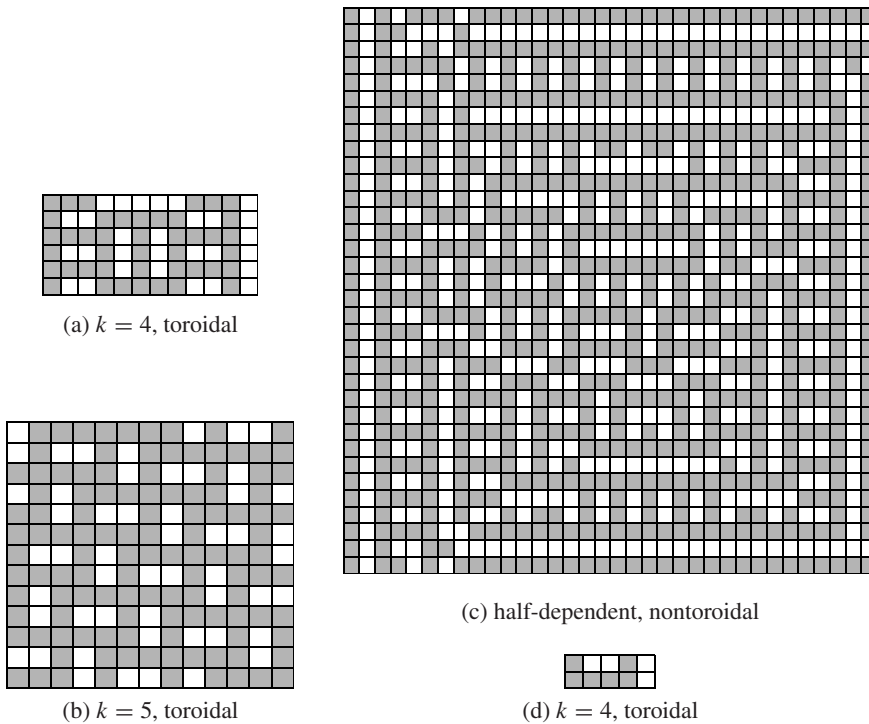 (a) k = 4, toroidal
(b) k = 5, toroidal
(c) half-dependent, nontoroidal
(d) k = 4, toroidal